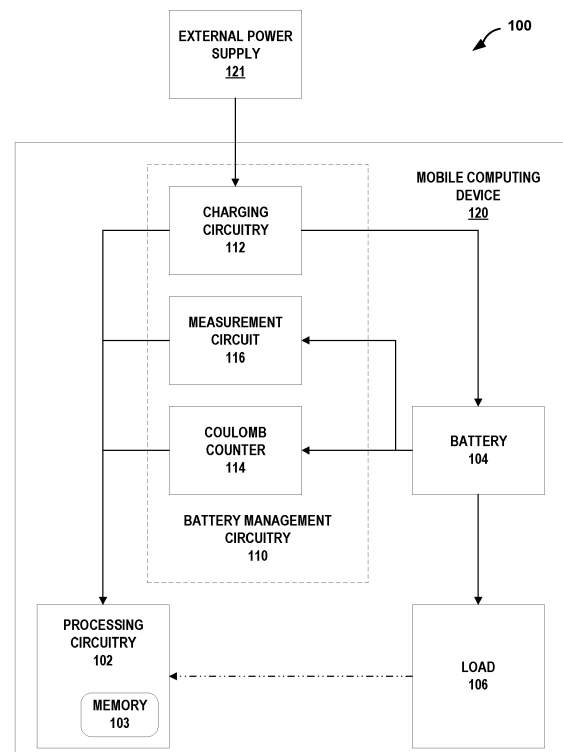 100
EXTERNAL POWER
SUPPLY
121
MOBILE COMPUTING
DEVICE
120
CHARGING
CIRCUITRY
112
MEASUREMENT
CIRCUIT
116
COULOMB
COUNTER
114
BATTERY
104
BATTERY MANAGEMENT
CIRCUITRY
110
PROCESSING
CIRCUITRY
102
MEMORY
103
LOAD
106